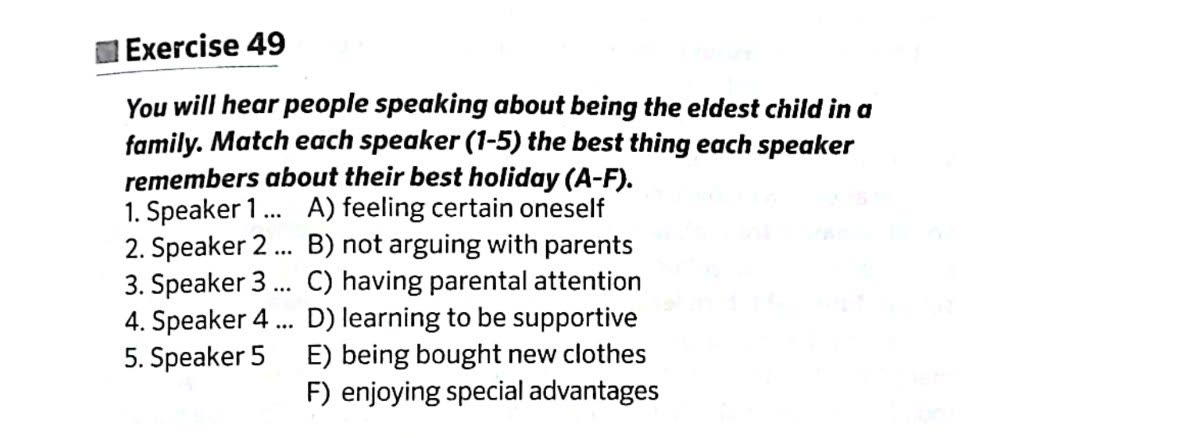 Exercise 49
You will hear people speaking about being the eldest child in a
family. Match each speaker (1-5) the best thing each speaker
remembers about their best holiday (A-F).
1. Speaker 1 ... A) feeling certain oneself
2. Speaker 2 ... B) not arguing with parents
3. Speaker 3 ... C) having parental attention
4. Speaker 4 ... D) learning to be supportive
5. Speaker 5 E) being bought new clothes
F) enjoying special advantages